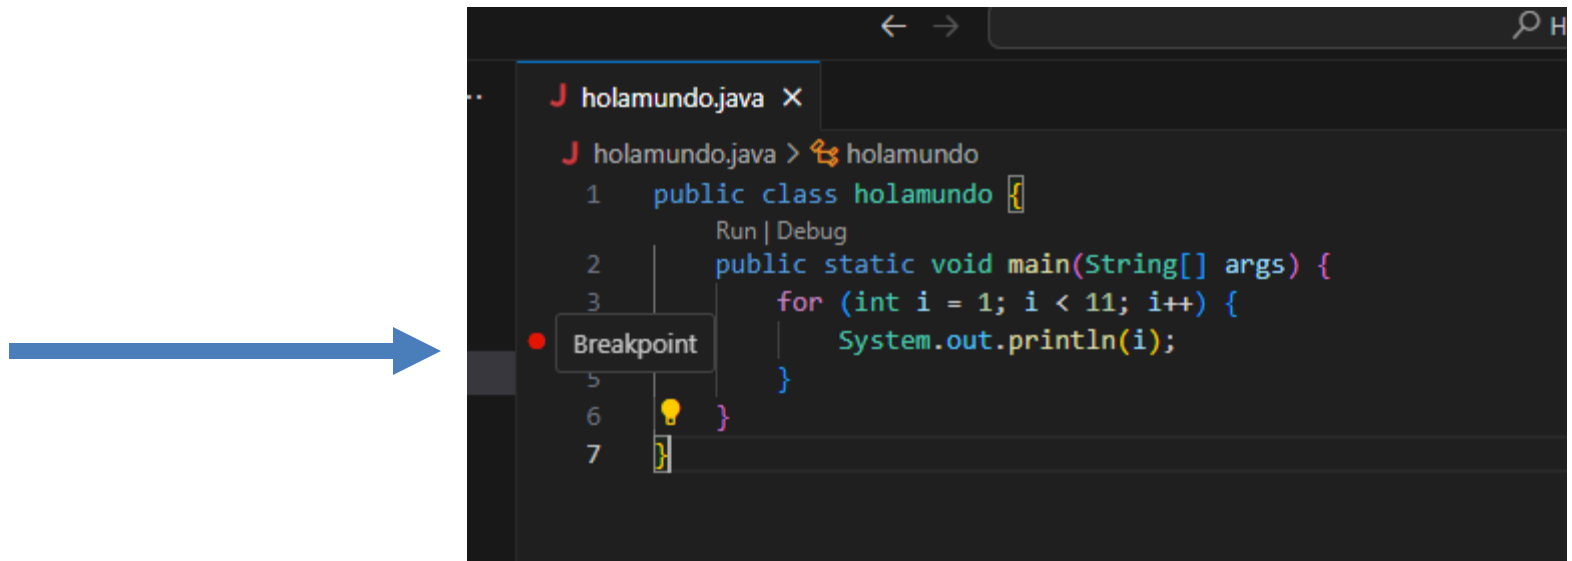 H
holamundo.java
holamundo.java > holamundo
1 public class holamundo {
Run | Debug
2 public static void main(String[] args) {
3 for (int i = 1; i < 11; i++) {
Breakpoint System.out.println(i);
5 }
6 }
7 }